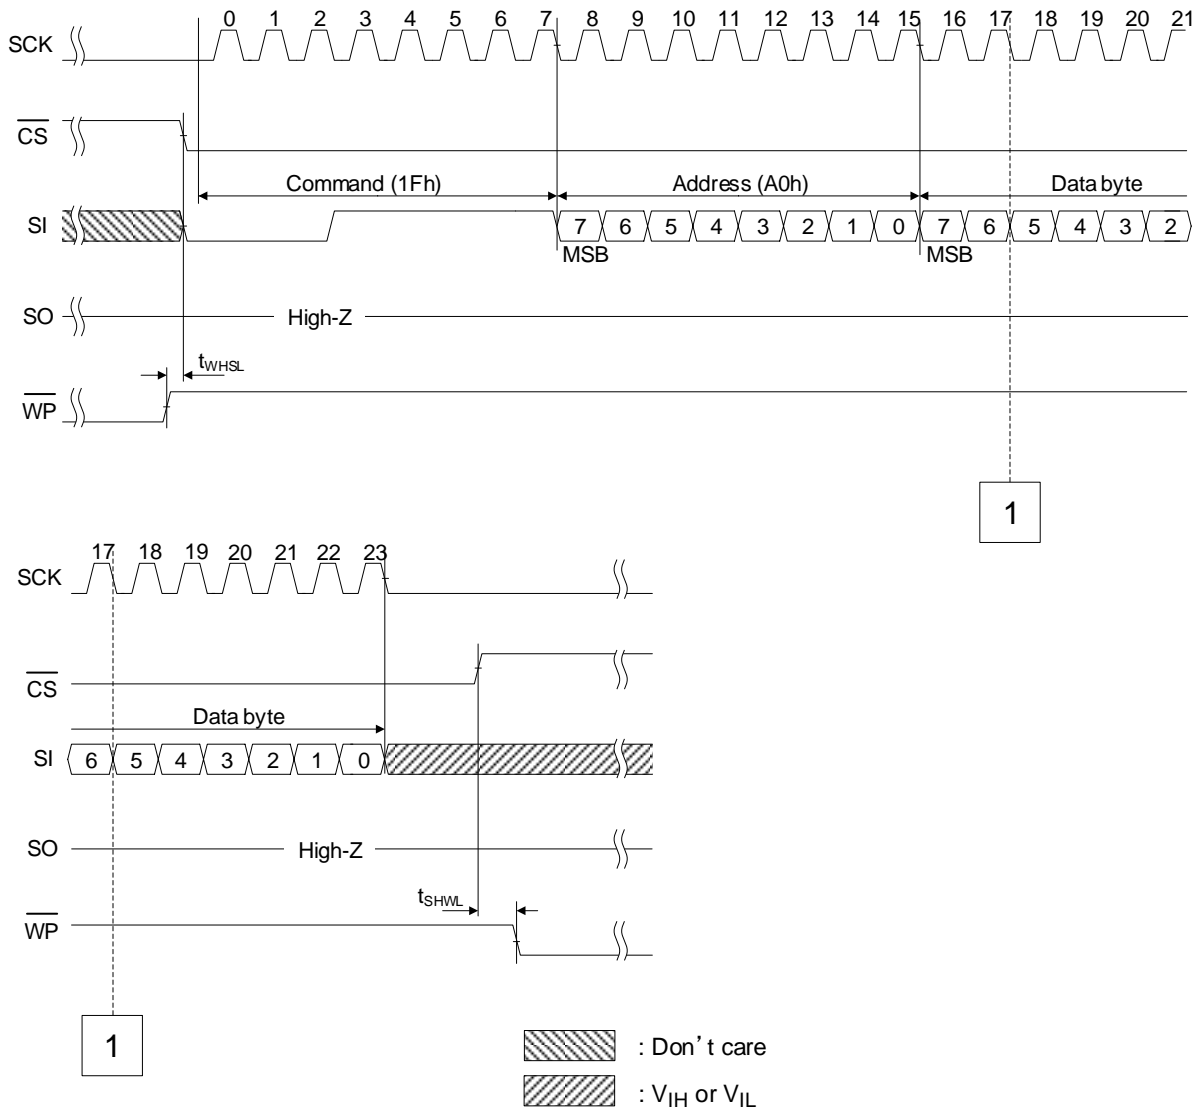 0 1 2 3 4 5 6 7 8 9 10 11 12 13 14 15 16 17 18 19 20 21
SCK
CS
Command (1Fh) Address (A0h) Data byte
SI 7 6 5 4 3 2 1 0 7 6 5 4 3 2
MSB MSB
SO High-Z
tWHSL
WP
1
17 18 19 20 21 22 23
SCK
CS
Data byte
SI 6 5 4 3 2 1 0
SO High-Z
tSHWL
WP
1
: Don't care
: VIH or VIL